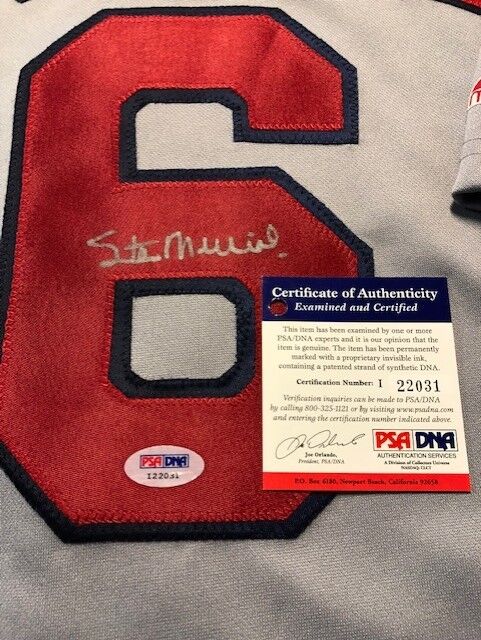 6
Stan Musial
Certificate of Authenticity
Examined and Certified
This item has been examined by one or more
PSA/DNA experts and it is our opinion that the
item is genuine. The item has been permanently
marked with a proprietary invisible ink,
containing a patented strand of synthetic DNA.
Certification Number: I 22031
Verification inquiries can be made to PSA/DNA
by calling 800-325-1121 or by visiting www.psadna.com
and entering the certification number indicated above.
Joe Orlando,
President, PSA/DNA
PSA DNA
AUTHENTICATION SERVICES
A Division of Collectors Universe
NASDAQ: CLCT
P.O. Box 6180, Newport Beach, California 92658
PSA DNA
I22031